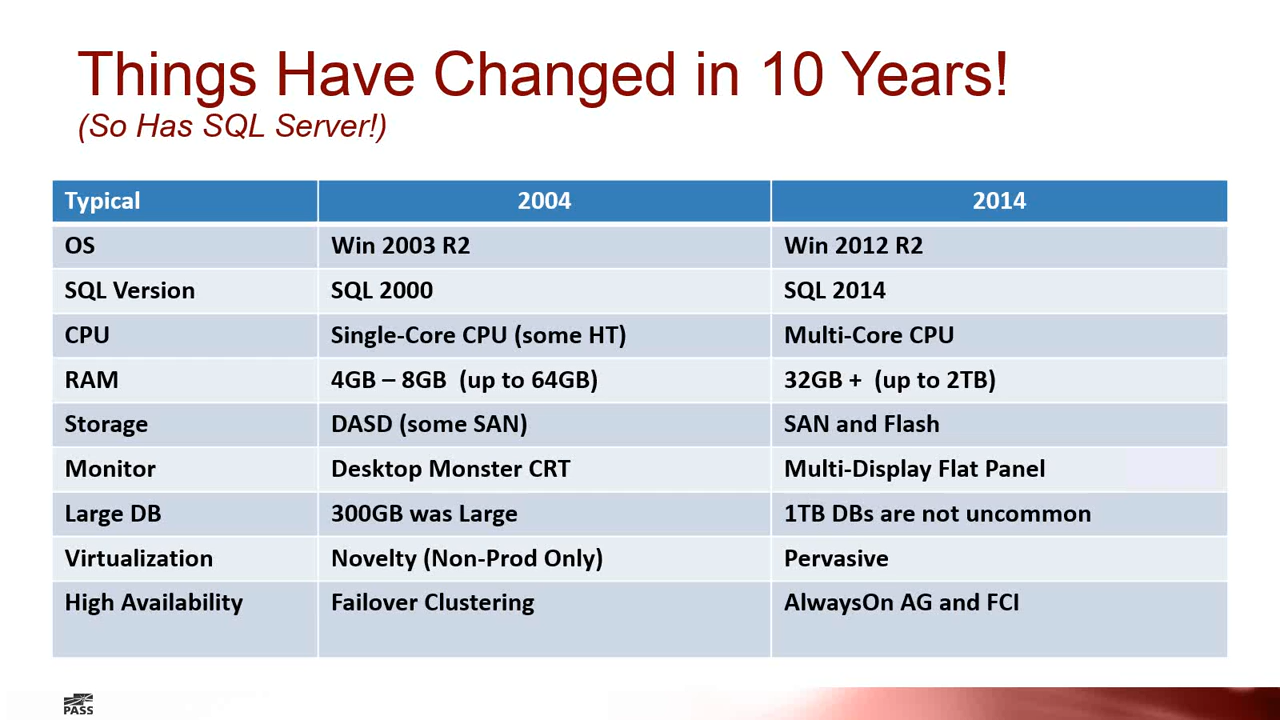 Things Have Changed in 10 Years!
(So Has SQL Server!)
Typical 2004 2014
OS Win 2003 R2 Win 2012 R2
SQL Version SQL 2000 SQL 2014
CPU Single-Core CPU (some HT) Multi-Core CPU
RAM 4GB – 8GB  (up to 64GB) 32GB +  (up to 2TB)
Storage DASD (some SAN) SAN and Flash
Monitor Desktop Monster CRT Multi-Display Flat Panel
Large DB 300GB was Large 1TB DBs are not uncommon
Virtualization Novelty (Non-Prod Only) Pervasive
High Availability Failover Clustering AlwaysOn AG and FCI
PASS